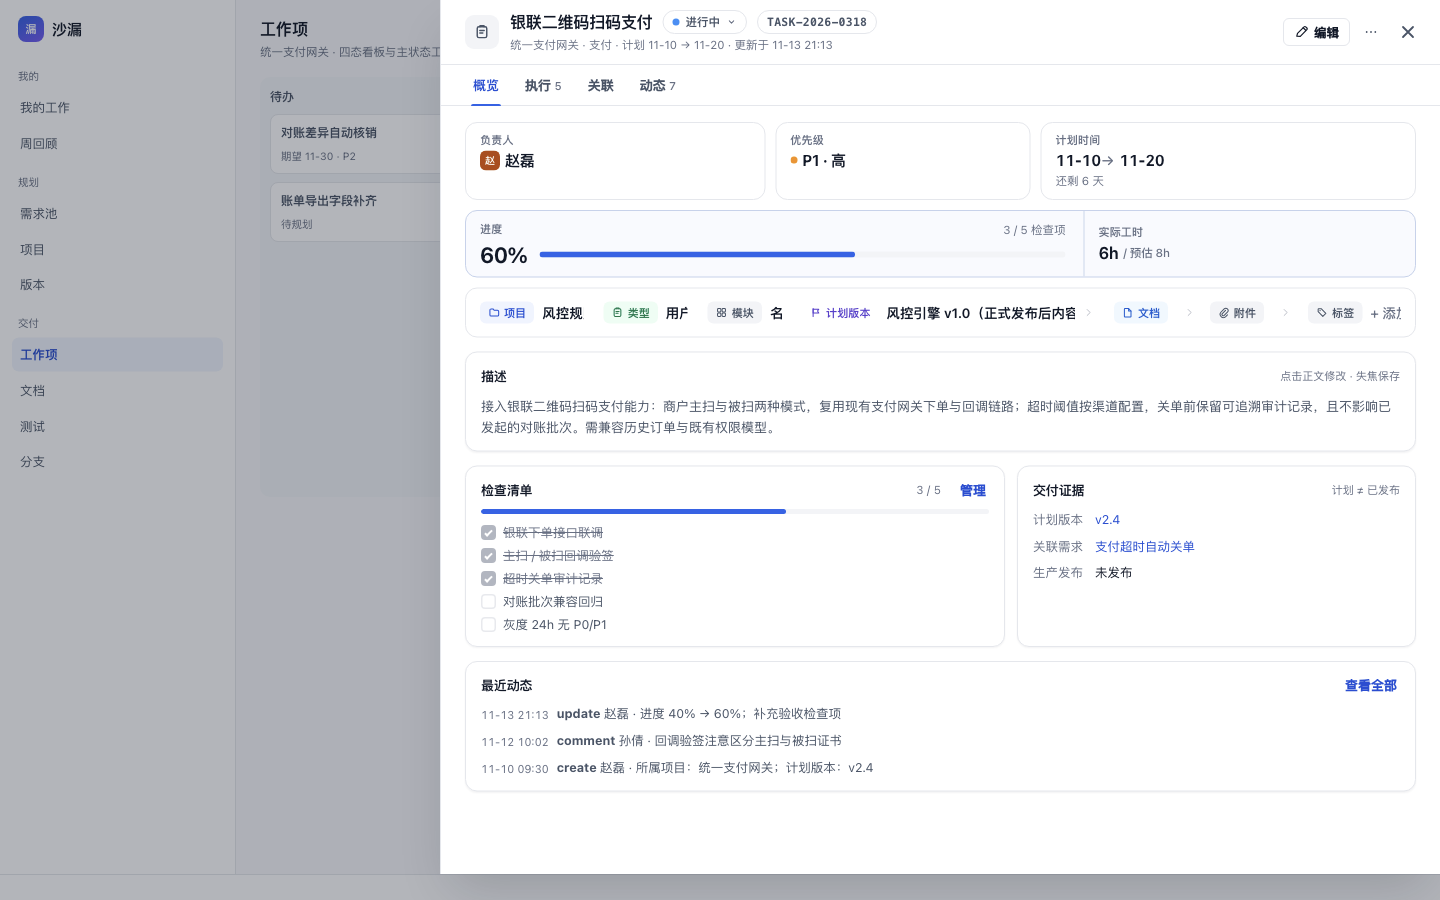 漏 沙漏
我的
我的工作
周回顾
规划
需求池
项目
版本
交付
工作项
文档
测试
分支
工作项
统一支付网关 · 四态看板与主状态工
待办
对账差异自动核销
期望 11-30 · P2
账单导出字段补齐
待规划
银联二维码扫码支付 进行中 TASK-2026-0318
统一支付网关 · 支付 · 计划 11-10 → 11-20 · 更新于 11-13 21:13
编辑 ···
概览 执行 5 关联 动态 7
负责人
赵 赵磊
优先级
P1 · 高
计划时间
11-10→ 11-20
还剩 6 天
进度 3 / 5 检查项
60%
实际工时
6h / 预估 8h
项目 风控规 类型 用户 模块 名 计划版本 风控引擎 v1.0（正式发布后内容 文档 附件 标签 + 添加
描述 点击正文修改 · 失焦保存
接入银联二维码扫码支付能力：商户主扫与被扫两种模式，复用现有支付网关下单与回调链路；超时阈值按渠道配置，关单前保留可追溯审计记录，且不影响已
发起的对账批次。需兼容历史订单与既有权限模型。
检查清单 3 / 5 管理
银联下单接口联调
主扫 / 被扫回调验签
超时关单审计记录
对账批次兼容回归
灰度 24h 无 P0/P1
交付证据 计划 ≠ 已发布
计划版本 v2.4
关联需求 支付超时自动关单
生产发布 未发布
最近动态 查看全部
11-13 21:13 update 赵磊 · 进度 40% → 60%；补充验收检查项
11-12 10:02 comment 孙倩 · 回调验签注意区分主扫与被扫证书
11-10 09:30 create 赵磊 · 所属项目：统一支付网关；计划版本：v2.4